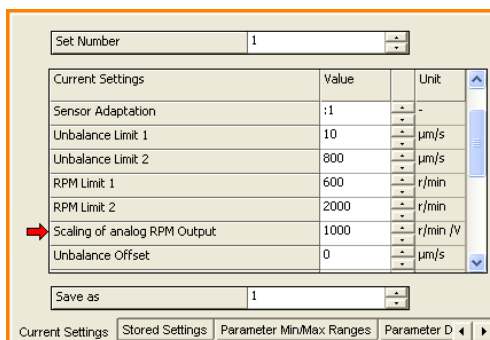 Set Number 1
Current Settings Value Unit
Sensor Adaptation :1 -
Unbalance Limit 1 10 µm/s
Unbalance Limit 2 800 µm/s
RPM Limit 1 600 r/min
RPM Limit 2 2000 r/min
Scaling of analog RPM Output 1000 r/min /V
Unbalance Offset 0 µm/s
Save as 1
Current Settings Stored Settings Parameter Min/Max Ranges Parameter D